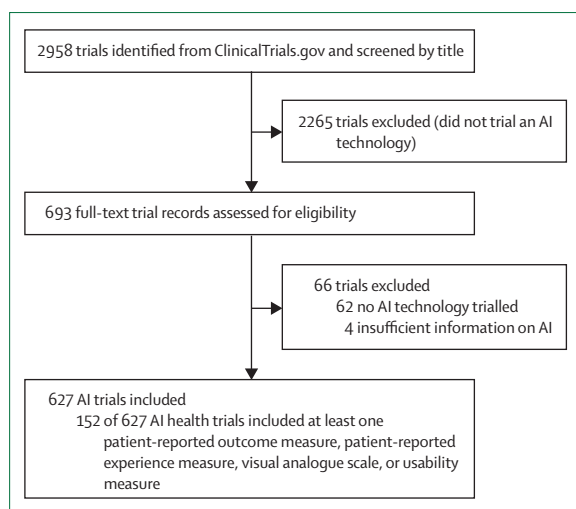 2958 trials identified from ClinicalTrials.gov and screened by title
2265 trials excluded (did not trial an AI
technology)
693 full-text trial records assessed for eligibility
66 trials excluded
62 no AI technology trialled
4 insufficient information on AI
627 AI trials included
152 of 627 AI health trials included at least one
patient-reported outcome measure, patient-reported
experience measure, visual analogue scale, or usability
measure